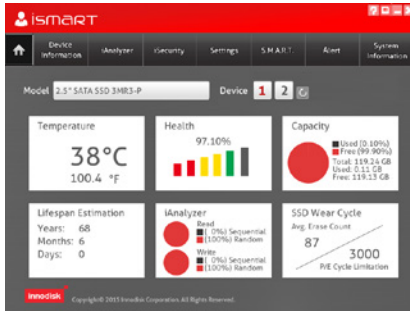 ismart
Device Information
iAnalyzer
iSecurity
Settings
S.M.A.R.T.
Alert
System Information
Model 2.5" SATA SSD 3MR3-P
Device 1 2
Temperature
38°C
100.4 °F
Health
97.10%
Capacity
Used (0.10%)
Free (99.90%)
Total: 119.24 GB
Used: 0.11 GB
Free: 119.13 GB
Lifespan Estimation
Years: 68
Months: 6
Days: 0
iAnalyzer
Read
( 0%) Sequential
(100%) Random
Write
( 0%) Sequential
(100%) Random
SSD Wear Cycle
Avg. Erase Count
87
3000
P/E Cycle Limitation
innodisk
Copyright© 2015 Innodisk Corporation. All Rights Reserved.